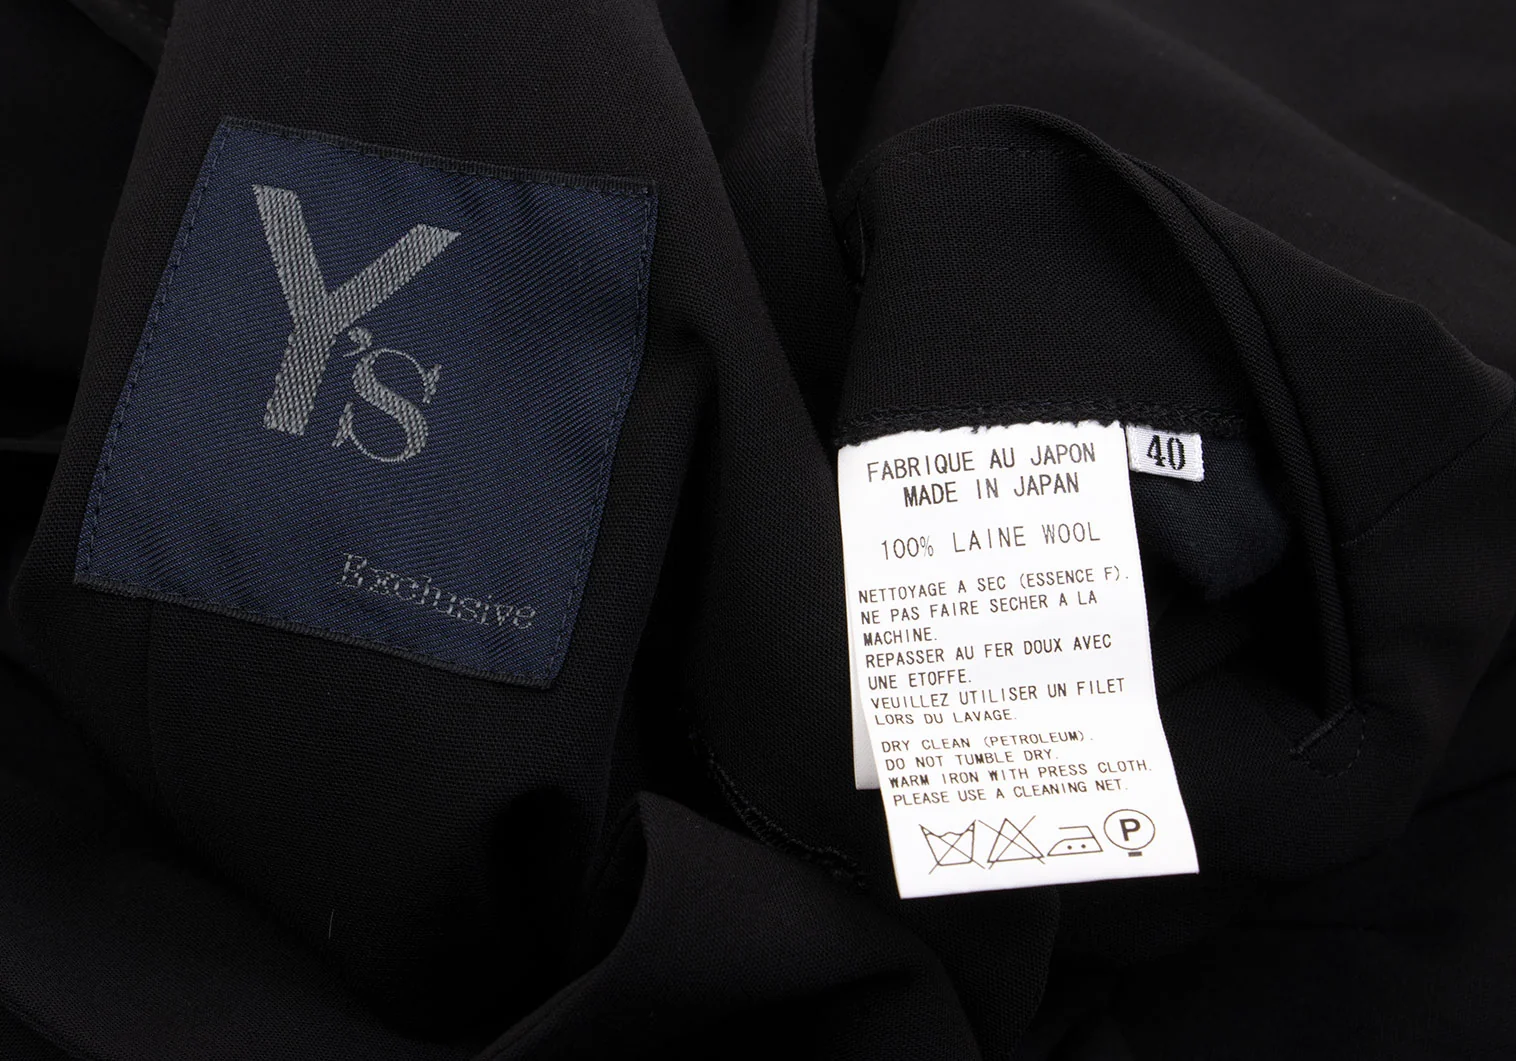 Y's
Exclusive
40
FABRIQUE AU JAPON
MADE IN JAPAN
100% LAINE WOOL
NETTOYAGE A SEC (ESSENCE F).
NE PAS FAIRE SECHER A LA
MACHINE.
REPASSER AU FER DOUX AVEC
UNE ETOFFE.
VEUILLEZ UTILISER UN FILET
LORS DU LAVAGE.
DRY CLEAN (PETROLEUM).
DO NOT TUMBLE DRY.
WARM IRON WITH PRESS CLOTH.
PLEASE USE A CLEANING NET.
P